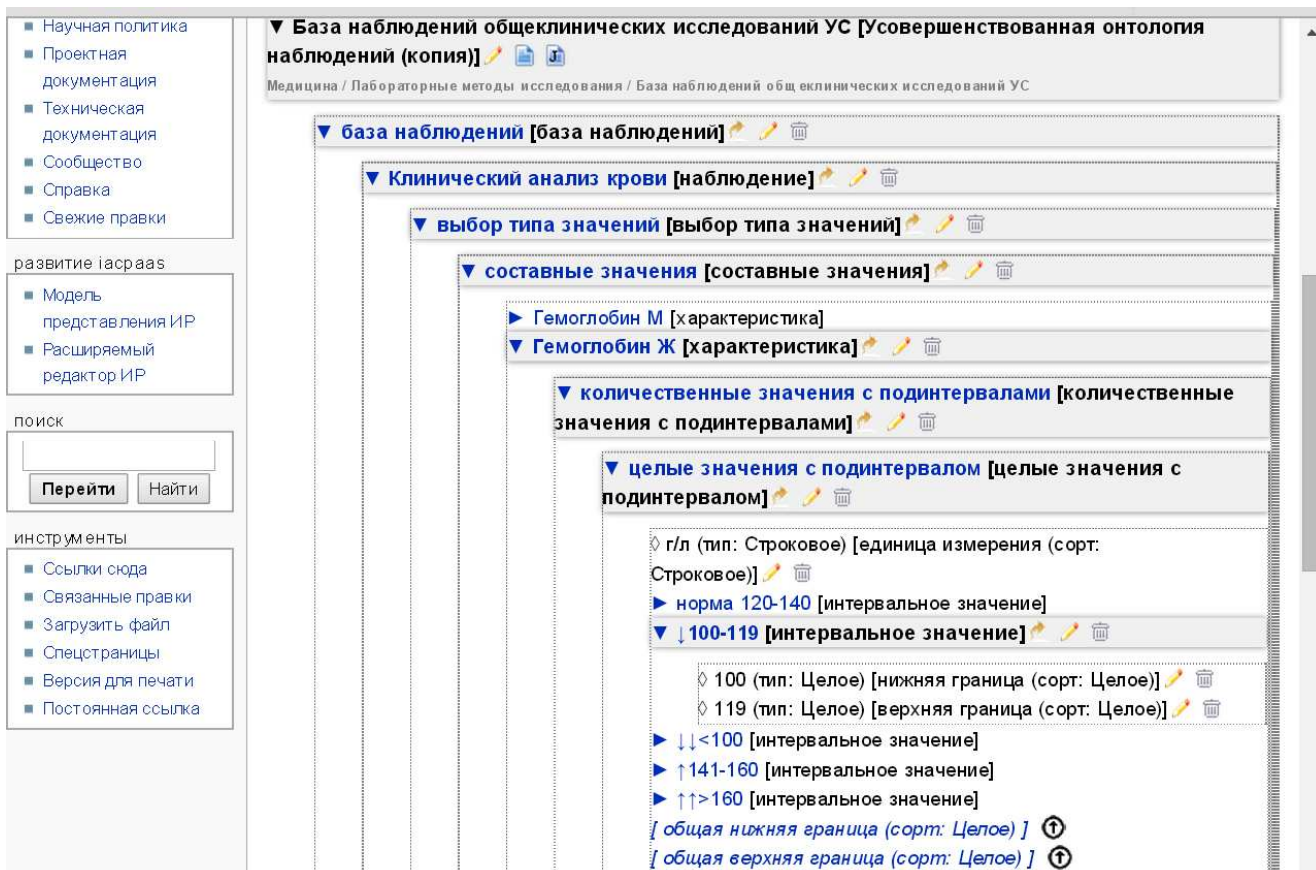 Научная политика
Проектная
документация
Техническая
документация
Сообщество
Справка
Свежие правки
развитие iacpaas
Модель
представления ИР
Расширяемый
редактор ИР
поиск
Перейти Найти
инструменты
Ссылки сюда
Связанные правки
Загрузить файл
Спецстраницы
Версия для печати
Постоянная ссылка
▼ База наблюдений общеклинических исследований УС [Усовершенствованная онтология
наблюдений (копия)]
Медицина / Лабораторные методы исследования / База наблюдений общеклинических исследований УС
▼ база наблюдений [база наблюдений]
▼ Клинический анализ крови [наблюдение]
▼ выбор типа значений [выбор типа значений]
▼ составные значения [составные значения]
► Гемоглобин М [характеристика]
▼ Гемоглобин Ж [характеристика]
▼ количественные значения с подинтервалами [количественные
значения с подинтервалами]
▼ целые значения с подинтервалом [целые значения с
подинтервалом]
◊ г/л (тип: Строковое) [единица измерения (сорт:
Строковое)]
► норма 120-140 [интервальное значение]
▼ ↓100-119 [интервальное значение]
◊ 100 (тип: Целое) [нижняя граница (сорт: Целое)]
◊ 119 (тип: Целое) [верхняя граница (сорт: Целое)]
► ↓↓<100 [интервальное значение]
► ↑141-160 [интервальное значение]
► ↑↑>160 [интервальное значение]
[ общая нижняя граница (сорт: Целое) ]
[ общая верхняя граница (сорт: Целое) ]